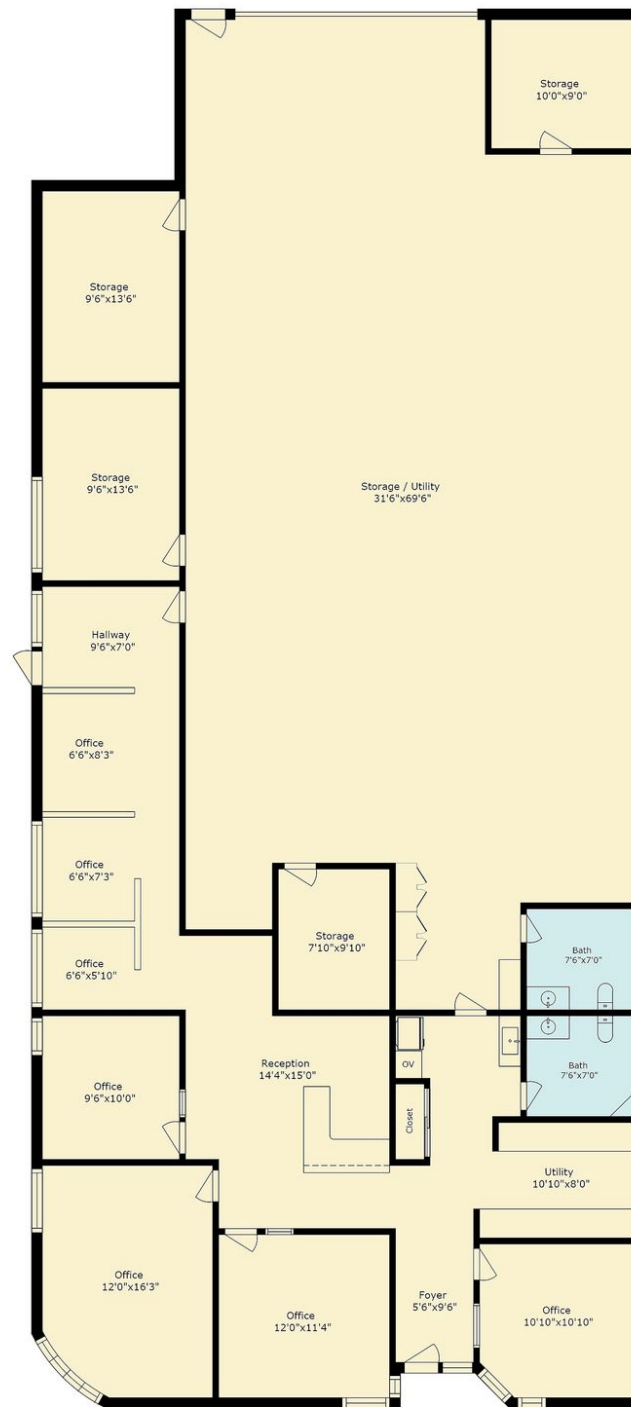 Storage
10'0"x9'0"
Storage
9'6"x13'6"
Storage
9'6"x13'6"
Storage / Utility
31'6"x69'6"
Hallway
9'6"x7'0"
Office
6'6"x8'3"
Office
6'6"x7'3"
Office
6'6"x5'10"
Storage
7'10"x9'10"
Bath
7'6"x7'0"
Bath
7'6"x7'0"
Office
9'6"x10'0"
Reception
14'4"x15'0"
OV
Closet
Utility
10'10"x8'0"
Office
12'0"x16'3"
Office
12'0"x11'4"
Foyer
5'6"x9'6"
Office
10'10"x10'10"